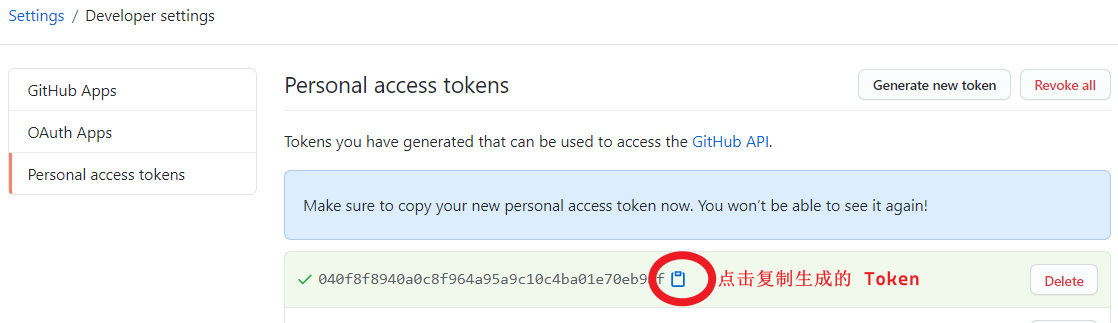 Settings / Developer settings
GitHub Apps
OAuth Apps
Personal access tokens
Personal access tokens
Generate new token
Revoke all
Tokens you have generated that can be used to access the GitHub API.
Make sure to copy your new personal access token now. You won't be able to see it again!
点击复制生成的 Token
Delete